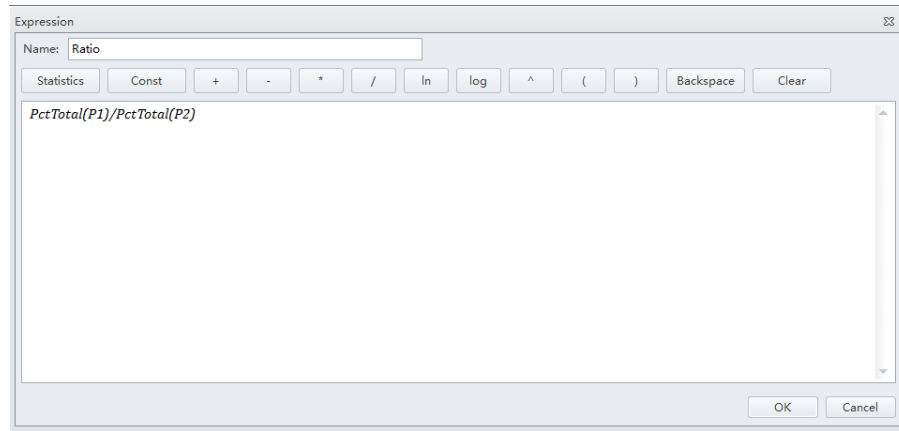 Expression
Name: Ratio
Statistics Const + - * / ln log ^ ( ) Backspace Clear
PctTotal(P1)/PctTotal(P2)
OK Cancel